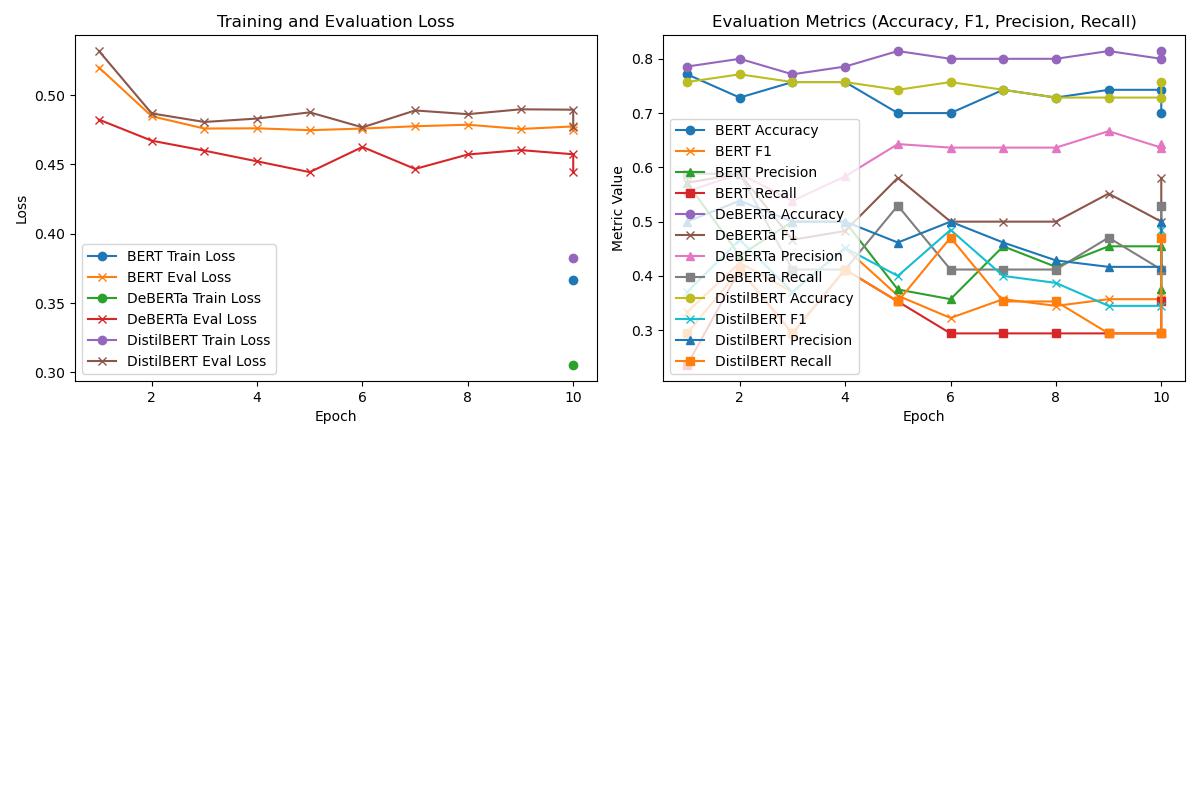 Training and Evaluation Loss
Loss
0.50
0.45
0.40
0.35
0.30
BERT Train Loss
BERT Eval Loss
DeBERTa Train Loss
DeBERTa Eval Loss
DistilBERT Train Loss
DistilBERT Eval Loss
2 4 6 8 10
Epoch
Evaluation Metrics (Accuracy, F1, Precision, Recall)
Metric Value
0.8
0.7
0.6
0.5
0.4
0.3
BERT Accuracy
BERT F1
BERT Precision
BERT Recall
DeBERTa Accuracy
DeBERTa F1
DeBERTa Precision
DeBERTa Recall
DistilBERT Accuracy
DistilBERT F1
DistilBERT Precision
DistilBERT Recall
2 4 6 8 10
Epoch